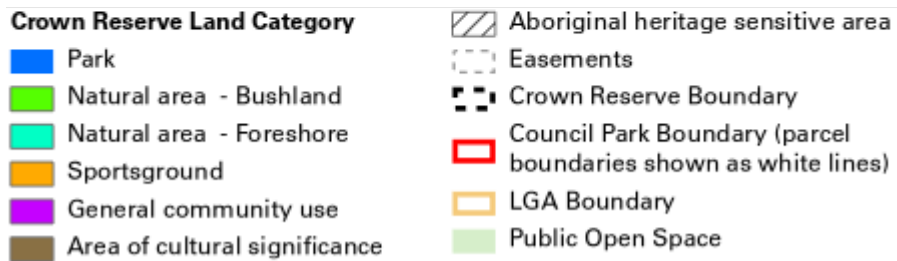 Crown Reserve Land Category
Park
Natural area - Bushland
Natural area - Foreshore
Sportsground
General community use
Area of cultural significance
Aboriginal heritage sensitive area
Easements
Crown Reserve Boundary
Council Park Boundary (parcel
boundaries shown as white lines)
LGA Boundary
Public Open Space